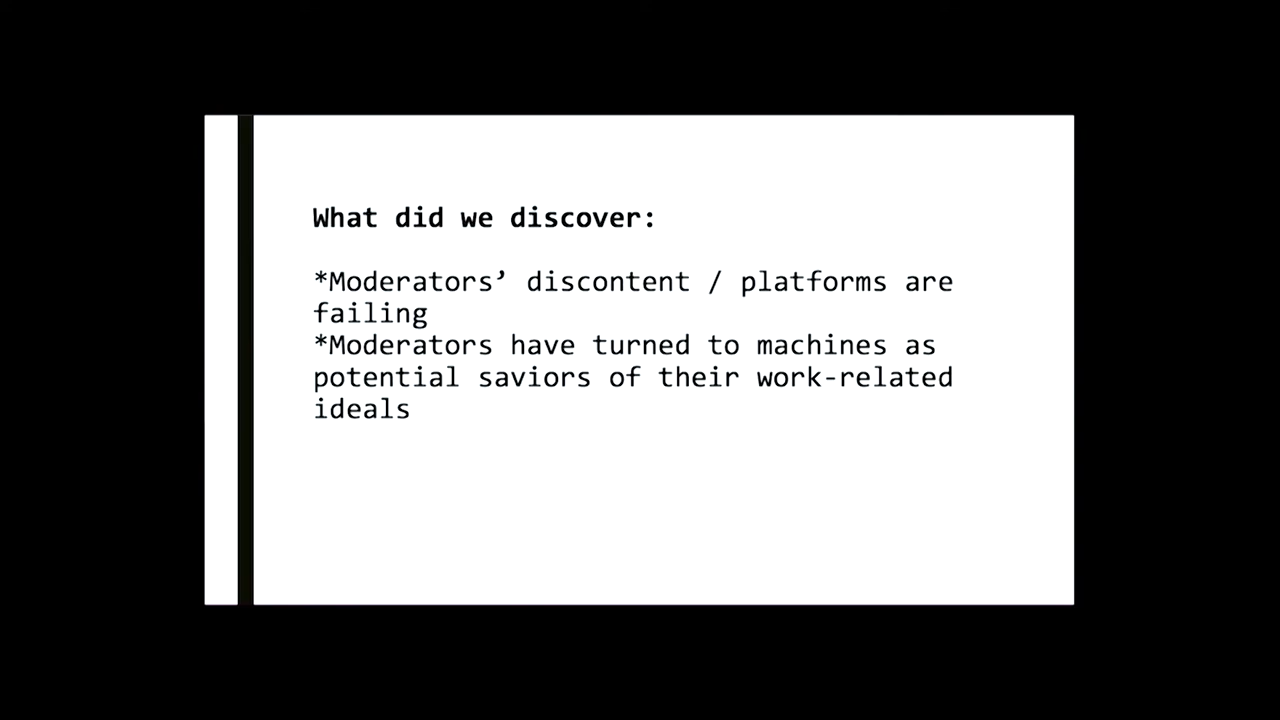 What did we discover:
*Moderators’ discontent / platforms are
failing
*Moderators have turned to machines as
potential saviors of their work-related
ideals